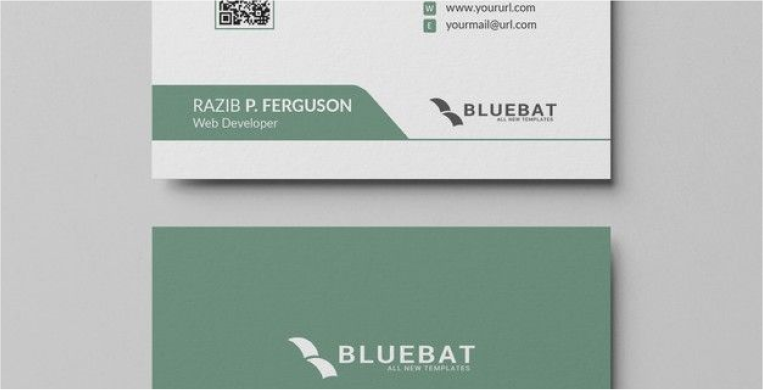 W www.yoururl.com
E yourmail@url.com
RAZIB P. FERGUSON
Web Developer
BLUEBAT
ALL NEW TEMPLATES
BLUEBAT
ALL NEW TEMPLATES